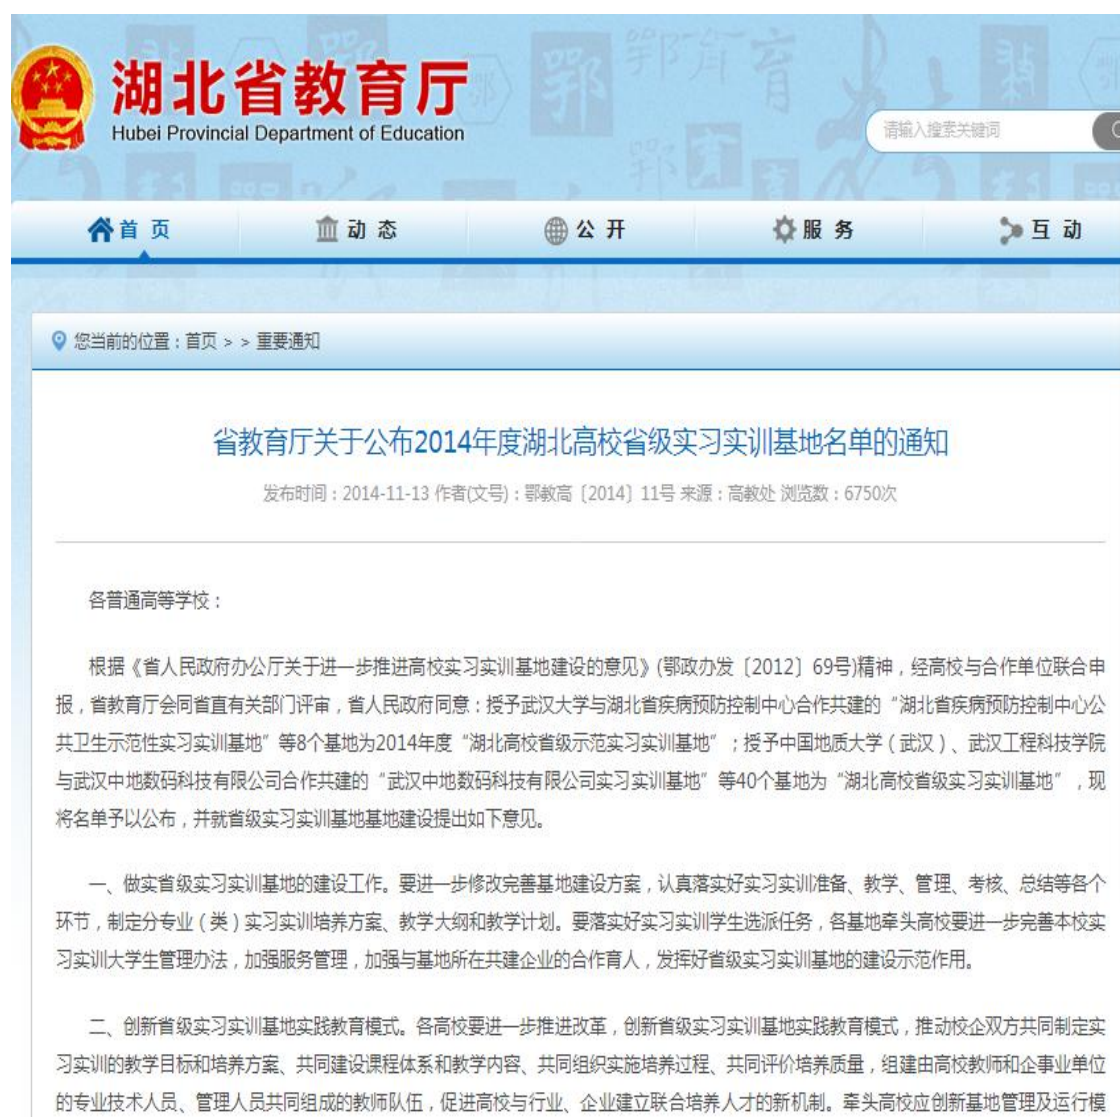 湖北省教育厅
Hubei Provincial Department of Education
请输入搜索关键词
首 页 动 态 公 开 服 务 互 动
您当前的位置：首页 > > 重要通知
省教育厅关于公布2014年度湖北高校省级实习实训基地名单的通知
发布时间：2014-11-13 作者(文号)：鄂教高〔2014〕11号 来源：高教处 浏览数：6750次
各普通高等学校：
根据《省人民政府办公厅关于进一步推进高校实习实训基地建设的意见》(鄂政办发〔2012〕69号)精神，经高校与合作单位联合申
报，省教育厅会同省直有关部门评审，省人民政府同意：授予武汉大学与湖北省疾病预防控制中心合作共建的“湖北省疾病预防控制中心公
共卫生示范性实习实训基地”等8个基地为2014年度“湖北高校省级示范实习实训基地”；授予中国地质大学（武汉）、武汉工程科技学院
与武汉中地数码科技有限公司合作共建的“武汉中地数码科技有限公司实习实训基地”等40个基地为“湖北高校省级实习实训基地”，现
将名单予以公布，并就省级实习实训基地基地建设提出如下意见。
一、做实省级实习实训基地的建设工作。要进一步修改完善基地建设方案，认真落实好实习实训准备、教学、管理、考核、总结等各个
环节，制定分专业（类）实习实训培养方案、教学大纲和教学计划。要落实好实习实训学生选派任务，各基地牵头高校要进一步完善本校实
习实训大学生管理办法，加强服务管理，加强与基地所在共建企业的合作育人，发挥好省级实习实训基地的建设示范作用。
二、创新省级实习实训基地实践教育模式。各高校要进一步推进改革，创新省级实习实训基地实践教育模式，推动校企双方共同制定实
习实训的教学目标和培养方案、共同建设课程体系和教学内容、共同组织实施培养过程、共同评价培养质量，组建由高校教师和企事业单位
的专业技术人员、管理人员共同组成的教师队伍，促进高校与行业、企业建立联合培养人才的新机制。牵头高校应创新基地管理及运行模